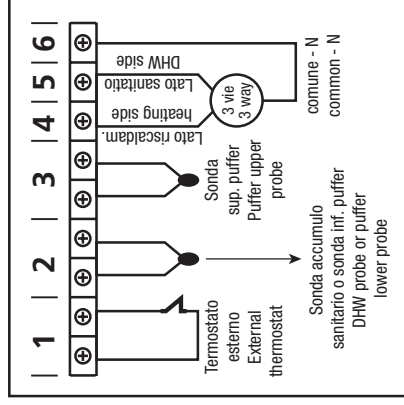 1 2 3 4 5 6
Termostato
esterno
External
thermostat
Sonda accumulo
sanitario o sonda inf. puffer
DHW probe or puffer
lower probe
Sonda
sup. puffer
Puffer upper
probe
Lato riscaldam.
heating side
Lato sanitatio
DHW side
3 vie
3 way
comune - N
common - N